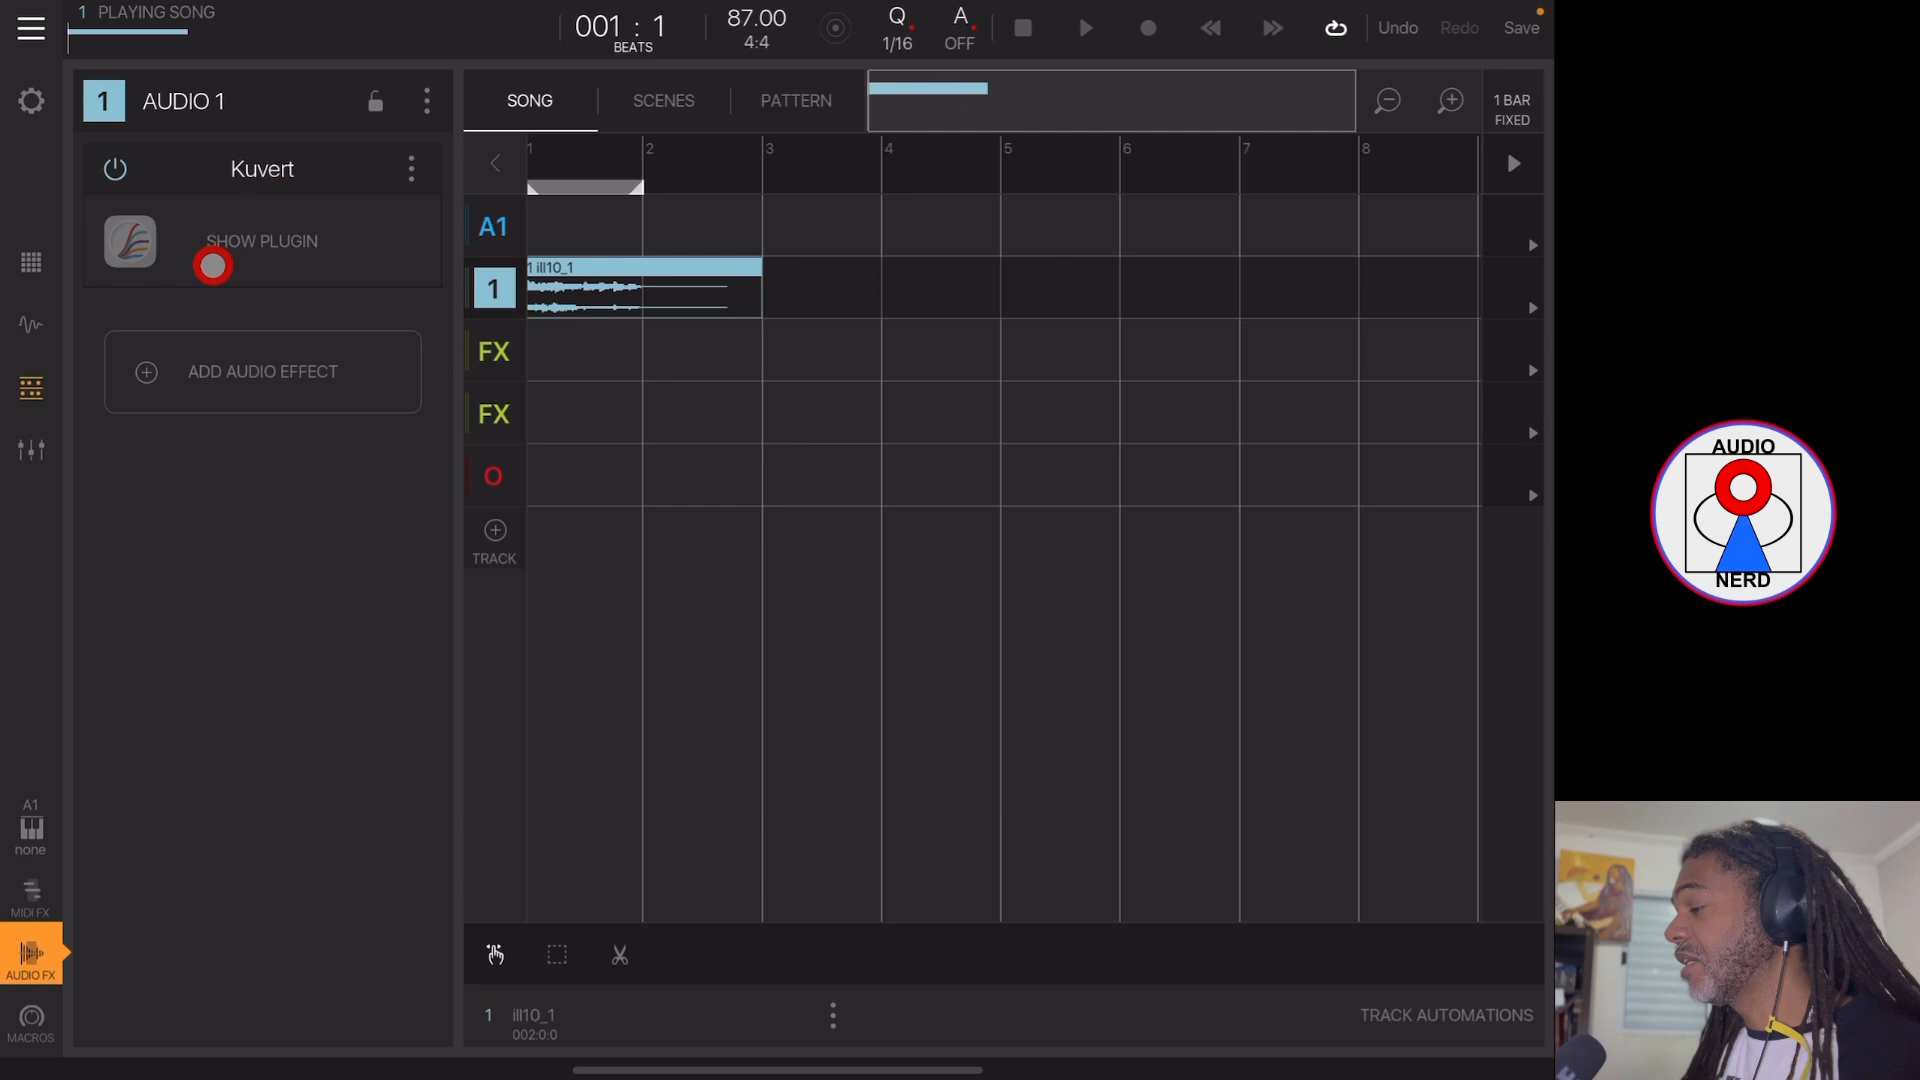 1 PLAYING SONG
001 : 1
BEATS
87.00
4:4
Q
1/16
A
OFF
Undo
Redo
Save
1
AUDIO 1
SONG
SCENES
PATTERN
1 BAR
FIXED
Kuvert
SHOW PLUGIN
ADD AUDIO EFFECT
1
2
3
4
5
6
7
8
A1
1
1 ill10_1
FX
FX
O
TRACK
A1
none
MIDI FX
AUDIO FX
MACROS
1 ill10_1
002:0:0
TRACK AUTOMATIONS
AUDIO
NERD